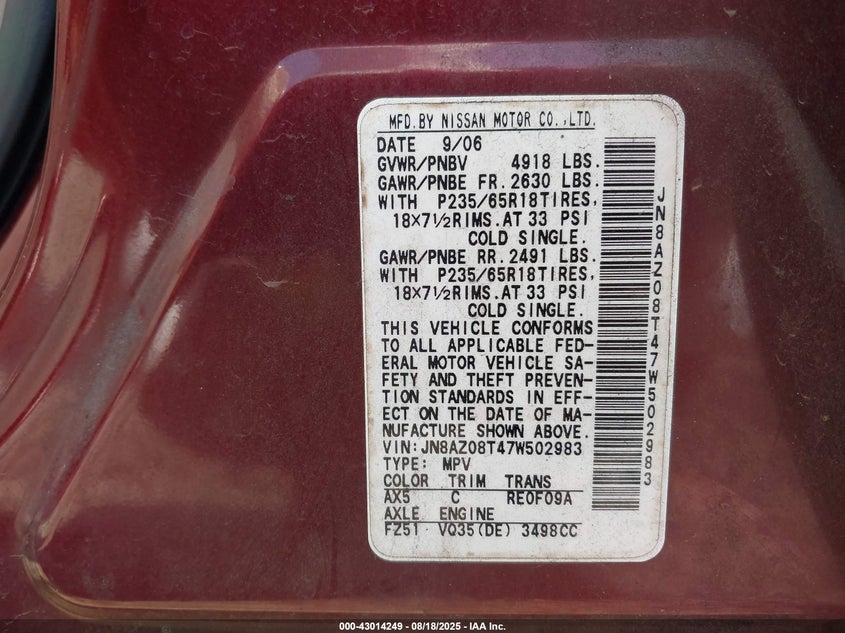 MFD.BY NISSAN MOTOR CO.,LTD.
DATE 9/06
GVWR/PNBV 4918 LBS.
GAWR/PNBE FR.2630 LBS.
WITH P235/65R18TIRES,
18×7½RIMS.AT 33 PSI
COLD SINGLE.
GAWR/PNBE RR.2491 LBS.
WITH P235/65R18TIRES,
18×7½RIMS.AT 33 PSI
COLD SINGLE.
THIS VEHICLE CONFORMS
TO ALL APPLICABLE FED-
ERAL MOTOR VEHICLE SA-
FETY AND THEFT PREVEN-
TION STANDARDS IN EFF-
ECT ON THE DATE OF MA-
NUFACTURE SHOWN ABOVE.
VIN:JN8AZ08T47W502983
TYPE: MPV
COLOR TRIM TRANS
AX5 C RE0F09A
AXLE ENGINE
FZ51 VQ35(DE) 3498CC
JN8AZ08T47W502983
000-43014249 - 08/18/2025 - IAA Inc.